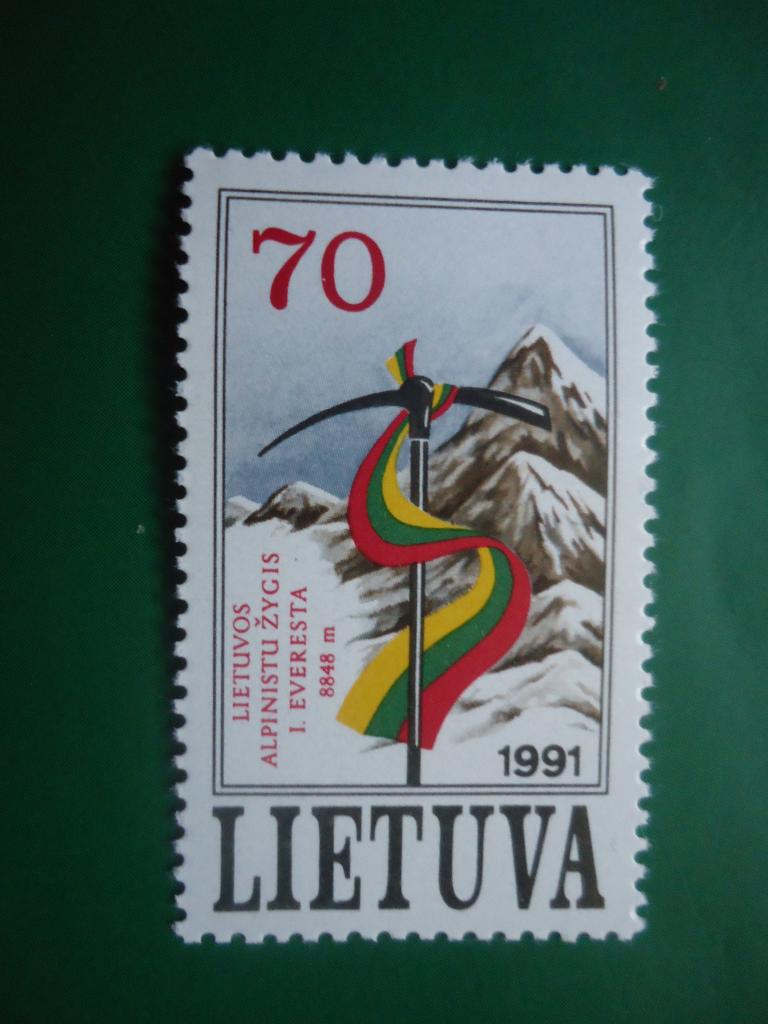 70
LIETUVOS
ALPINISTU ŽYGIS
I. EVERESTA
8848 m
1991
LIETUVA